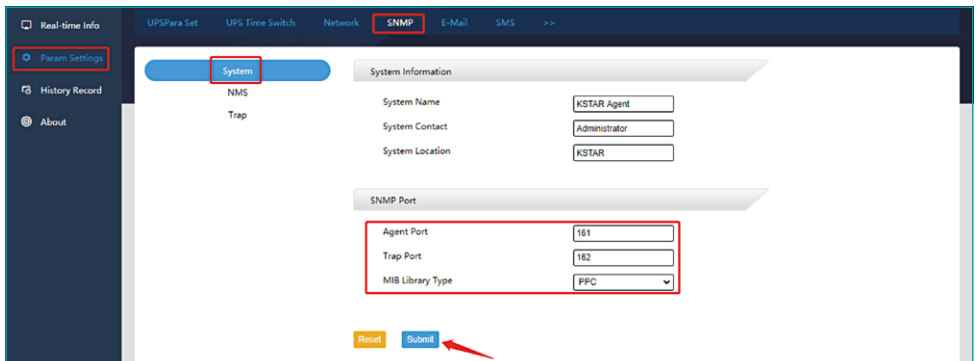 Real-time Info
Param Settings
History Record
About
UPSPara Set UPS Time Switch Network SNMP E-Mail SMS >>
System
NMS
Trap
System Information
System Name KSTAR Agent
System Contact Administrator
System Location KSTAR
SNMP Port
Agent Port 161
Trap Port 162
MIB Library Type PPC
Reset Submit